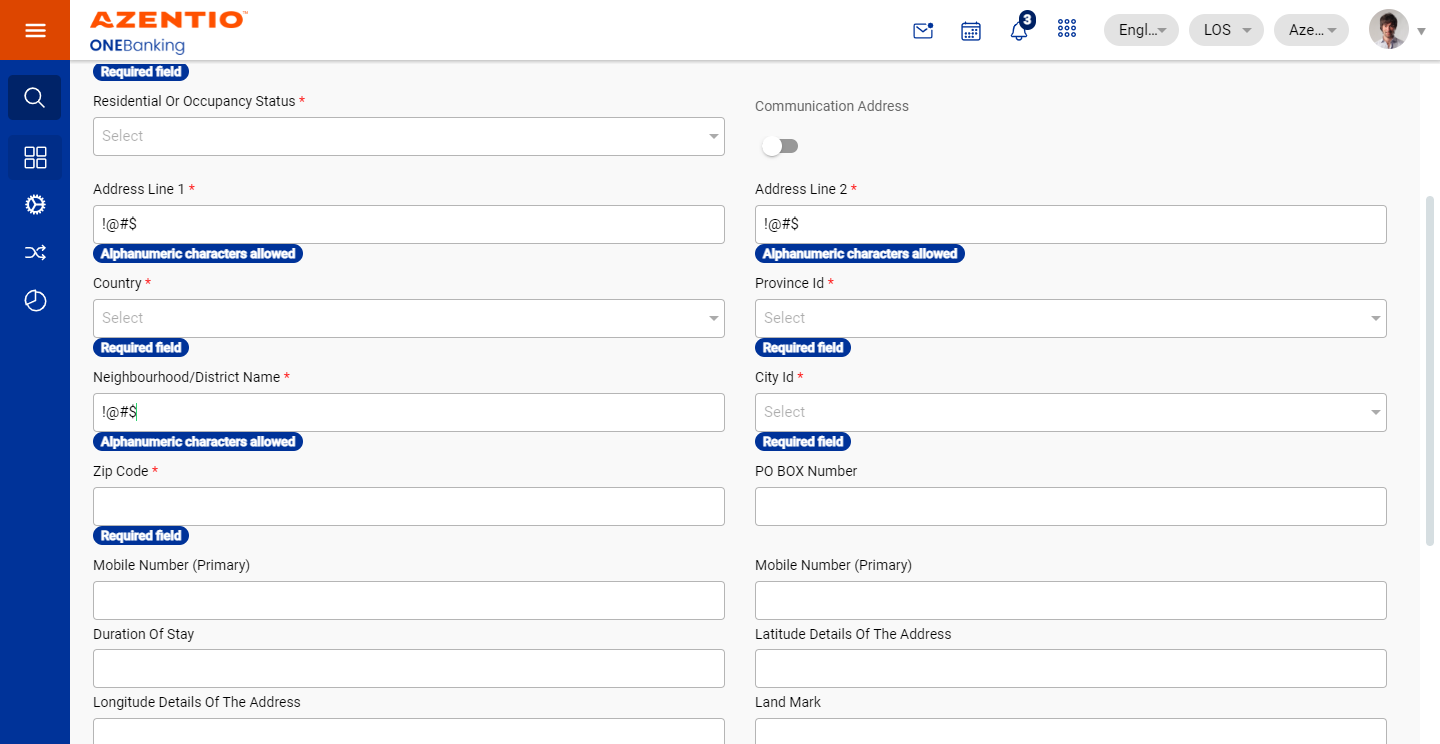 AZENTIO™
ONEBanking
3
Engl...
LOS
Aze...
Required field
Residential Or Occupancy Status *
Communication Address
Select
Address Line 1 *
Address Line 2 *
!@#$
!@#$
Alphanumeric characters allowed
Alphanumeric characters allowed
Country *
Province Id *
Select
Select
Required field
Required field
Neighbourhood/District Name *
City Id *
!@#$
Select
Alphanumeric characters allowed
Required field
Zip Code *
PO BOX Number
Required field
Mobile Number (Primary)
Mobile Number (Primary)
Duration Of Stay
Latitude Details Of The Address
Longitude Details Of The Address
Land Mark